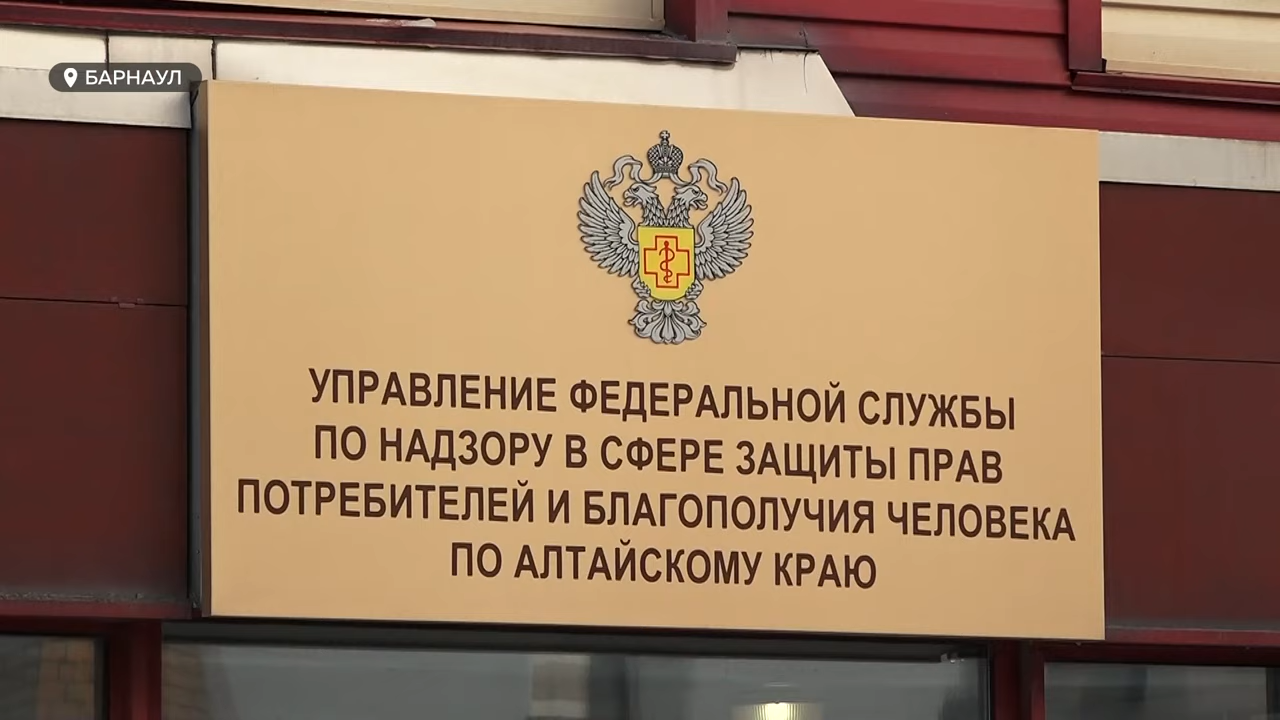 БАРНАУЛ
УПРАВЛЕНИЕ ФЕДЕРАЛЬНОЙ СЛУЖБЫ
ПО НАДЗОРУ В СФЕРЕ ЗАЩИТЫ ПРАВ
ПОТРЕБИТЕЛЕЙ И БЛАГОПОЛУЧИЯ ЧЕЛОВЕКА
ПО АЛТАЙСКОМУ КРАЮ